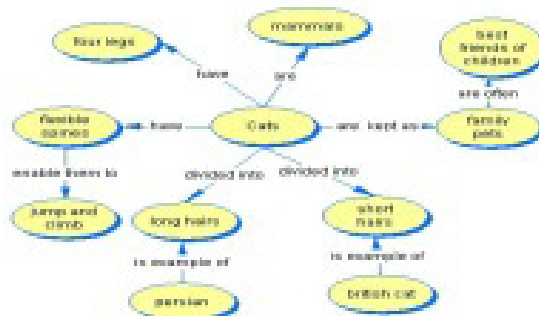 four legs
mammals
best
friends of
children
have
are
are often
flexible
spines
have
Cats
are kept as
family
pets
enable them to
divided into
divided into
jump and
climb
long hairs
short
hairs
is example of
is example of
persian
british cat